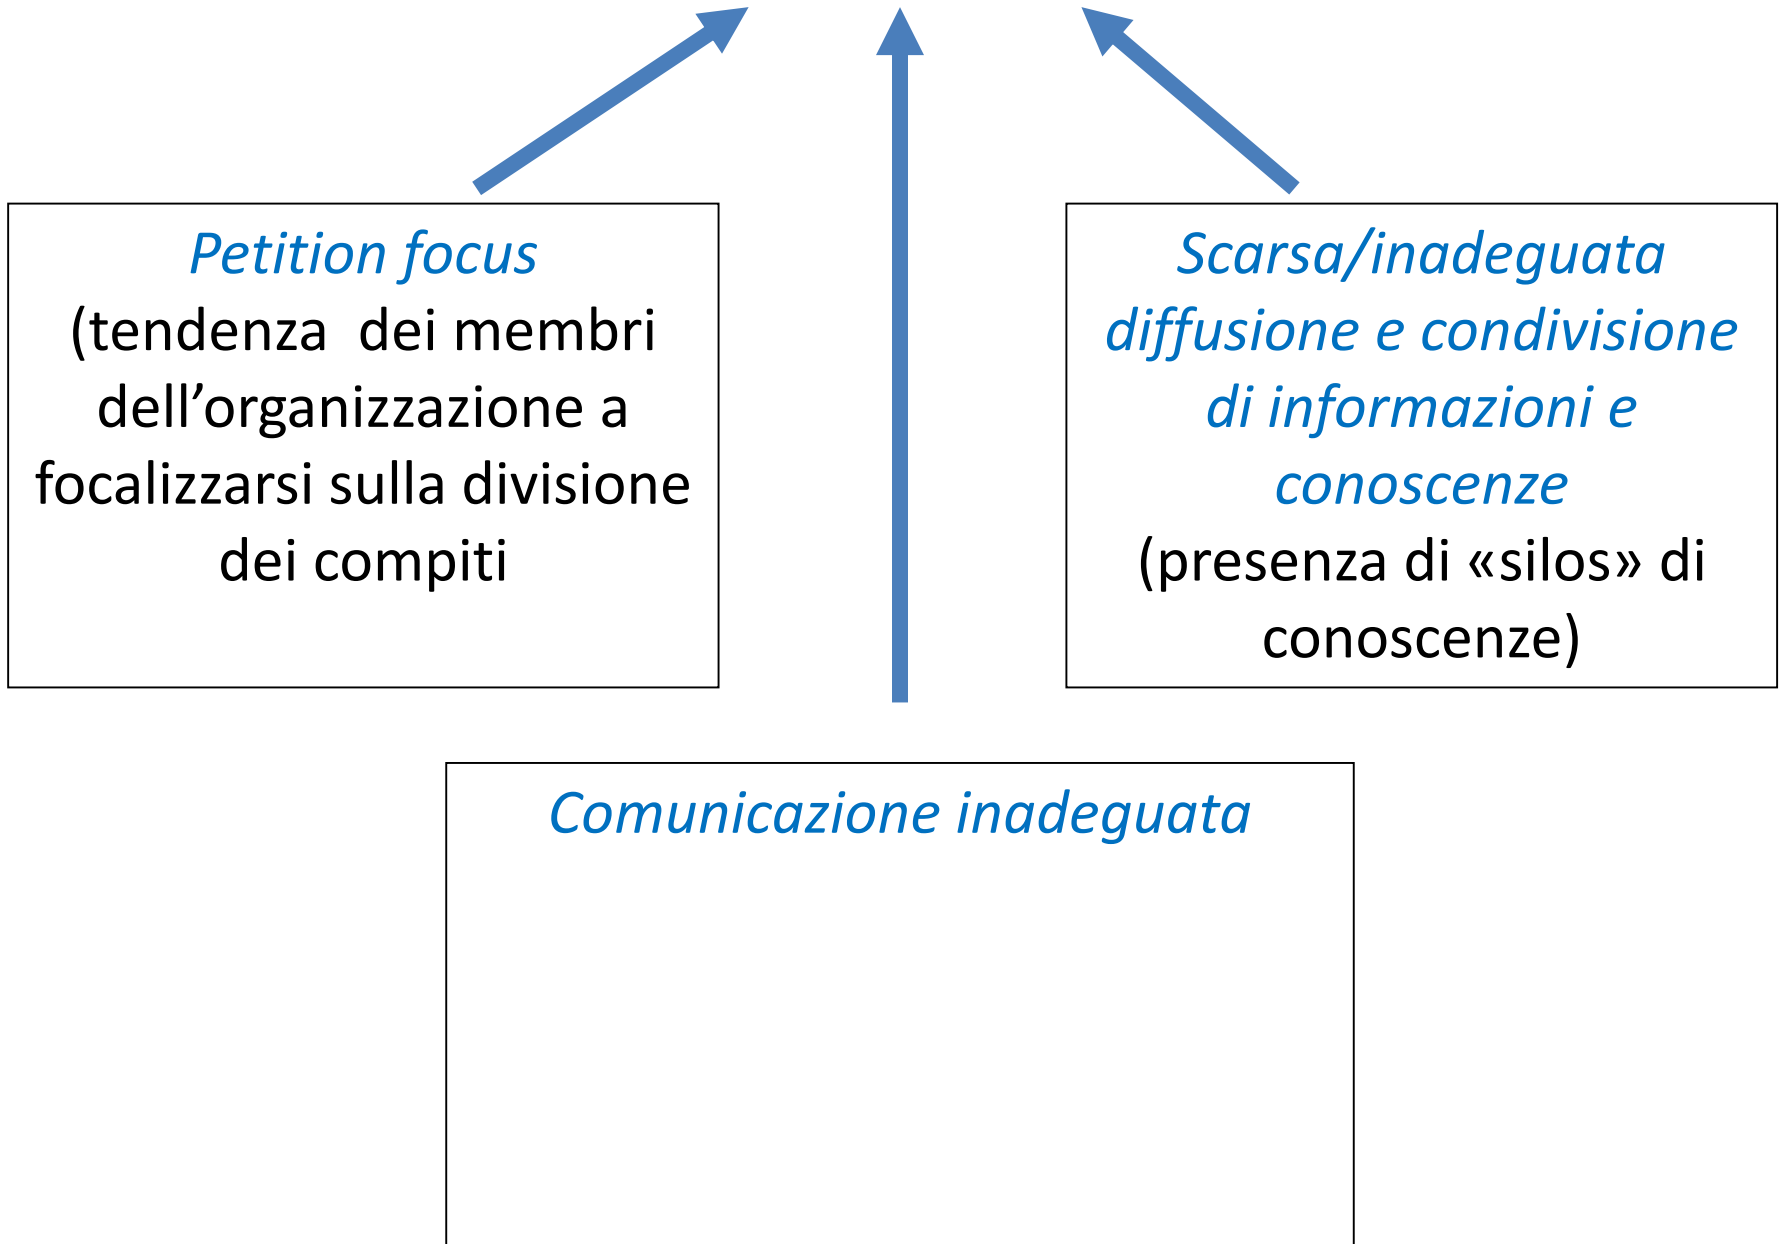 Petition focus
(tendenza  dei membri
dell’organizzazione a
focalizzarsi sulla divisione
dei compiti
Scarsa/inadeguata
diffusione e condivisione
di informazioni e
conoscenze
(presenza di «silos» di
conoscenze)
Comunicazione inadeguata